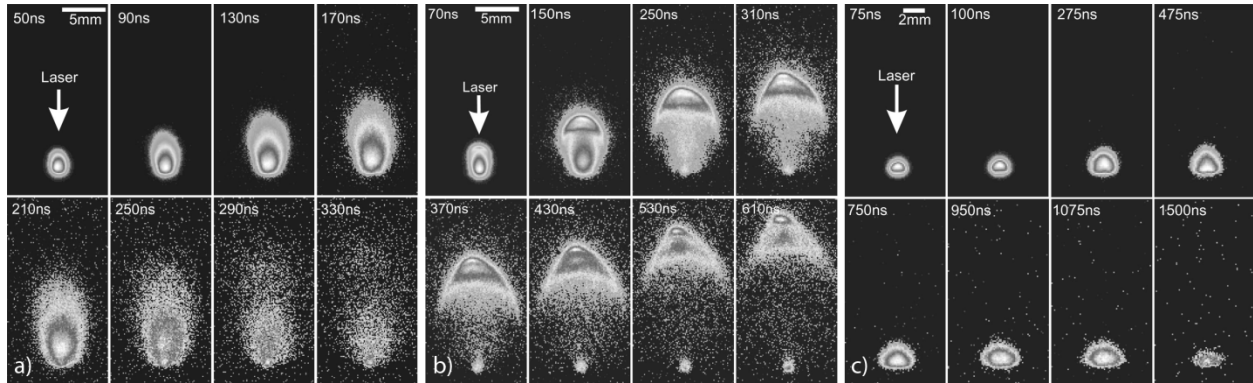 50ns 5mm 90ns 130ns 170ns
Laser
210ns 250ns 290ns 330ns
a)
70ns 5mm 150ns 250ns 310ns
Laser
370ns 430ns 530ns 610ns
b)
75ns 2mm 100ns 275ns 475ns
Laser
750ns 950ns 1075ns 1500ns
c)